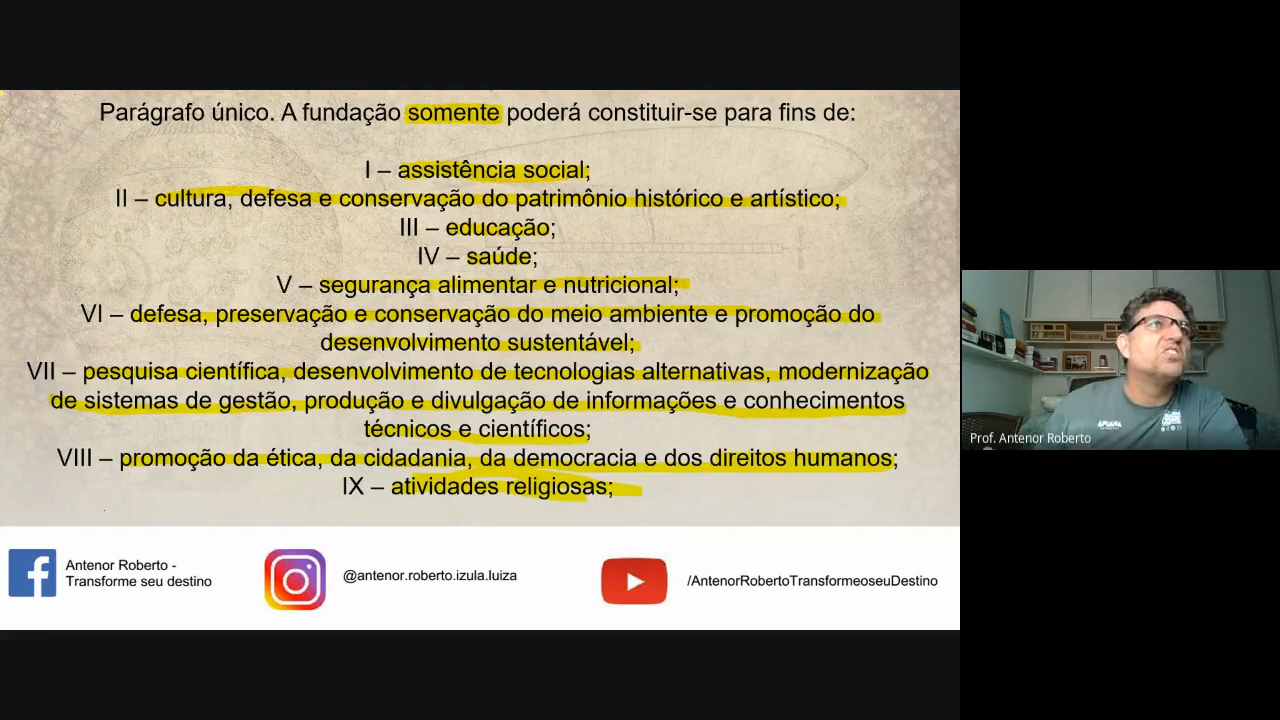 Parágrafo único. A fundação somente poderá constituir-se para fins de:
I – assistência social;
II – cultura, defesa e conservação do patrimônio histórico e artístico;
III – educação;
IV – saúde;
V – segurança alimentar e nutricional;
VI – defesa, preservação e conservação do meio ambiente e promoção do
desenvolvimento sustentável;
VII – pesquisa científica, desenvolvimento de tecnologias alternativas, modernização
de sistemas de gestão, produção e divulgação de informações e conhecimentos
técnicos e científicos;
VIII – promoção da ética, da cidadania, da democracia e dos direitos humanos;
IX – atividades religiosas;
Antenor Roberto -
Transforme seu destino
@antenor.roberto.izula.luiza
/AntenorRobertoTransformeoseuDestino
APUANA
Prof. Antenor Roberto